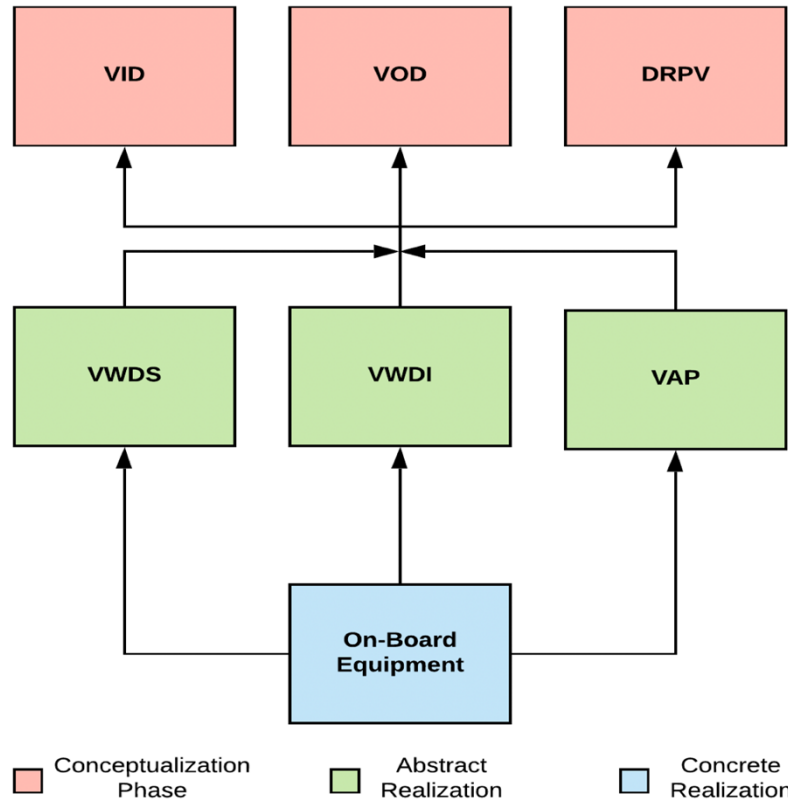 VID
VOD
DRPV
VWDS
VWDI
VAP
On-Board
Equipment
Conceptualization
Phase
Abstract
Realization
Concrete
Realization